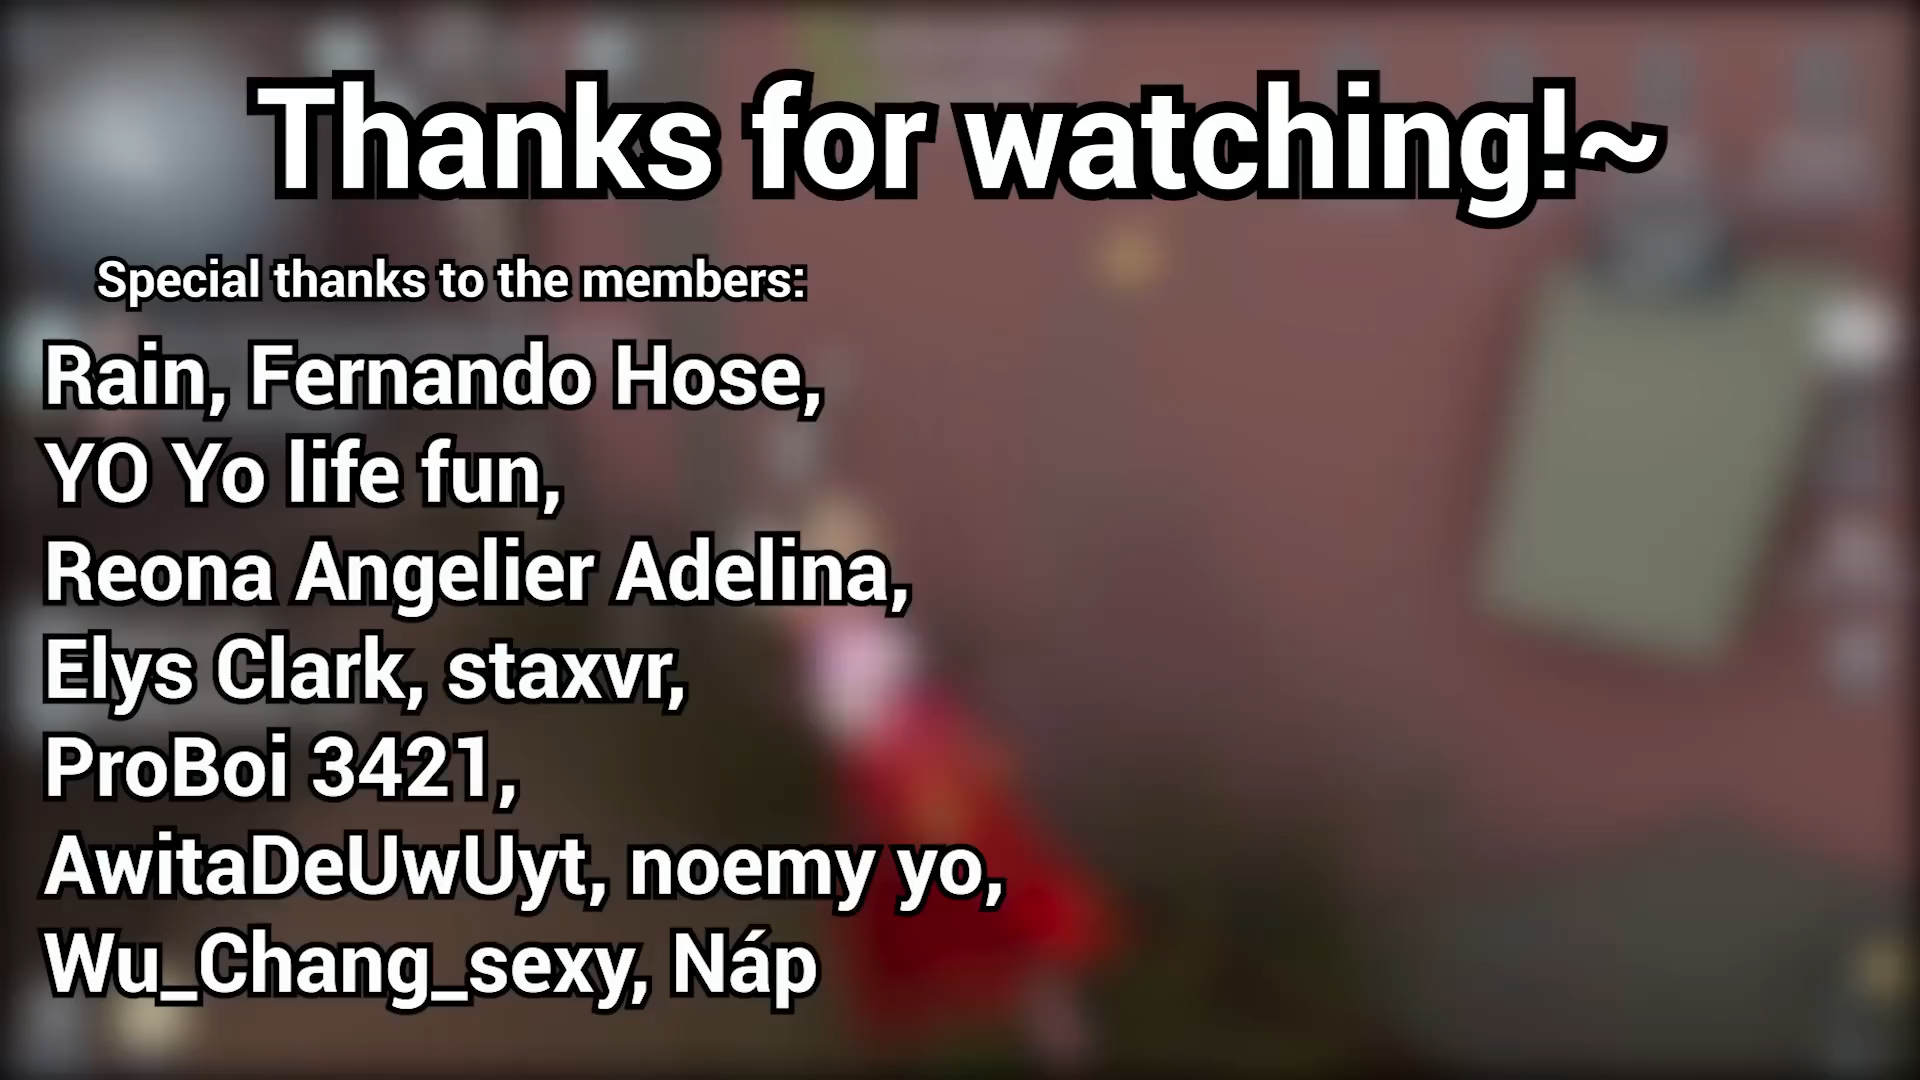 Thanks for watching!~
Special thanks to the members:
Rain, Fernando Hose,
YO Yo life fun,
Reona Angelier Adelina,
Elys Clark, staxvr,
ProBoi 3421,
AwitaDeUwUyt, noemy yo,
Wu_Chang_sexy, Náp